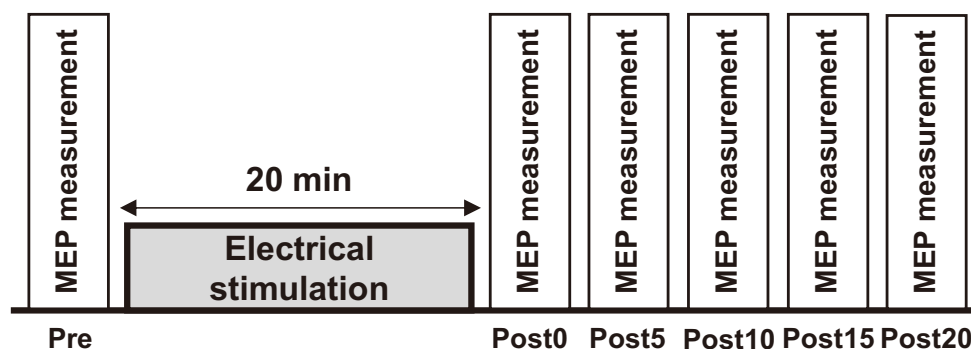 MEP measurement
20 min
Electrical
stimulation
MEP measurement
MEP measurement
MEP measurement
MEP measurement
MEP measurement
Pre
Post0
Post5
Post10
Post15
Post20